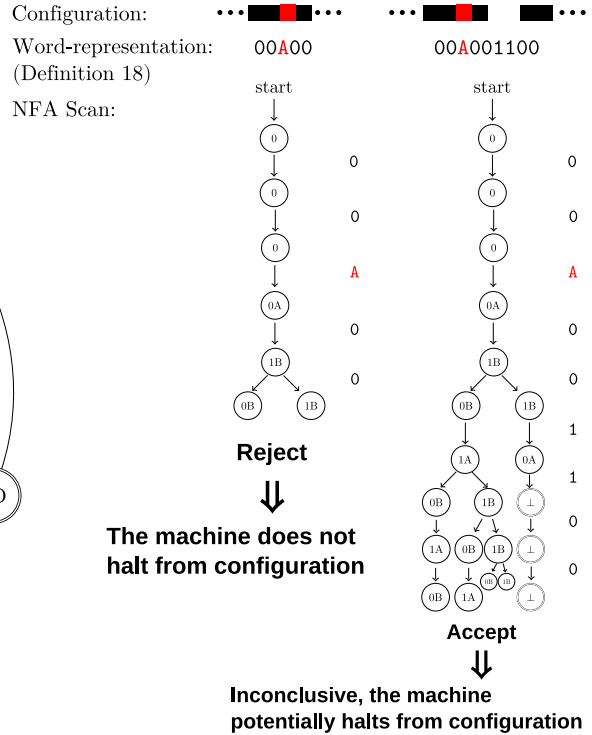 Configuration:
Word-representation: 00A00 00A001100
(Definition 18)
start start
NFA Scan:
0 0
0 0
0 0
0 0
0 0
A A
0A 0A
0 0
1B 1B
0 0
0B 1B 0B 1B
1
Reject
1A 0A
1
0B 1B ⊥
0
The machine does not
halt from configuration
1A 0B 1B ⊥
0
0B 1B
0B 1A ⊥
Accept
Inconclusive, the machine
potentially halts from configuration